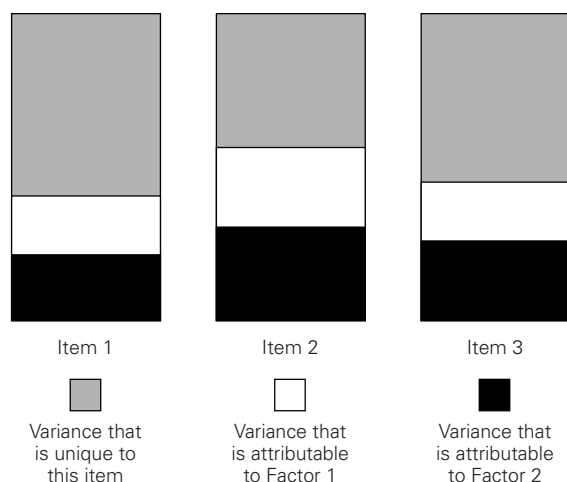 Item 1
Item 2
Item 3
Variance that
is unique to
this item
Variance that
is attributable
to Factor 1
Variance that
is attributable
to Factor 2